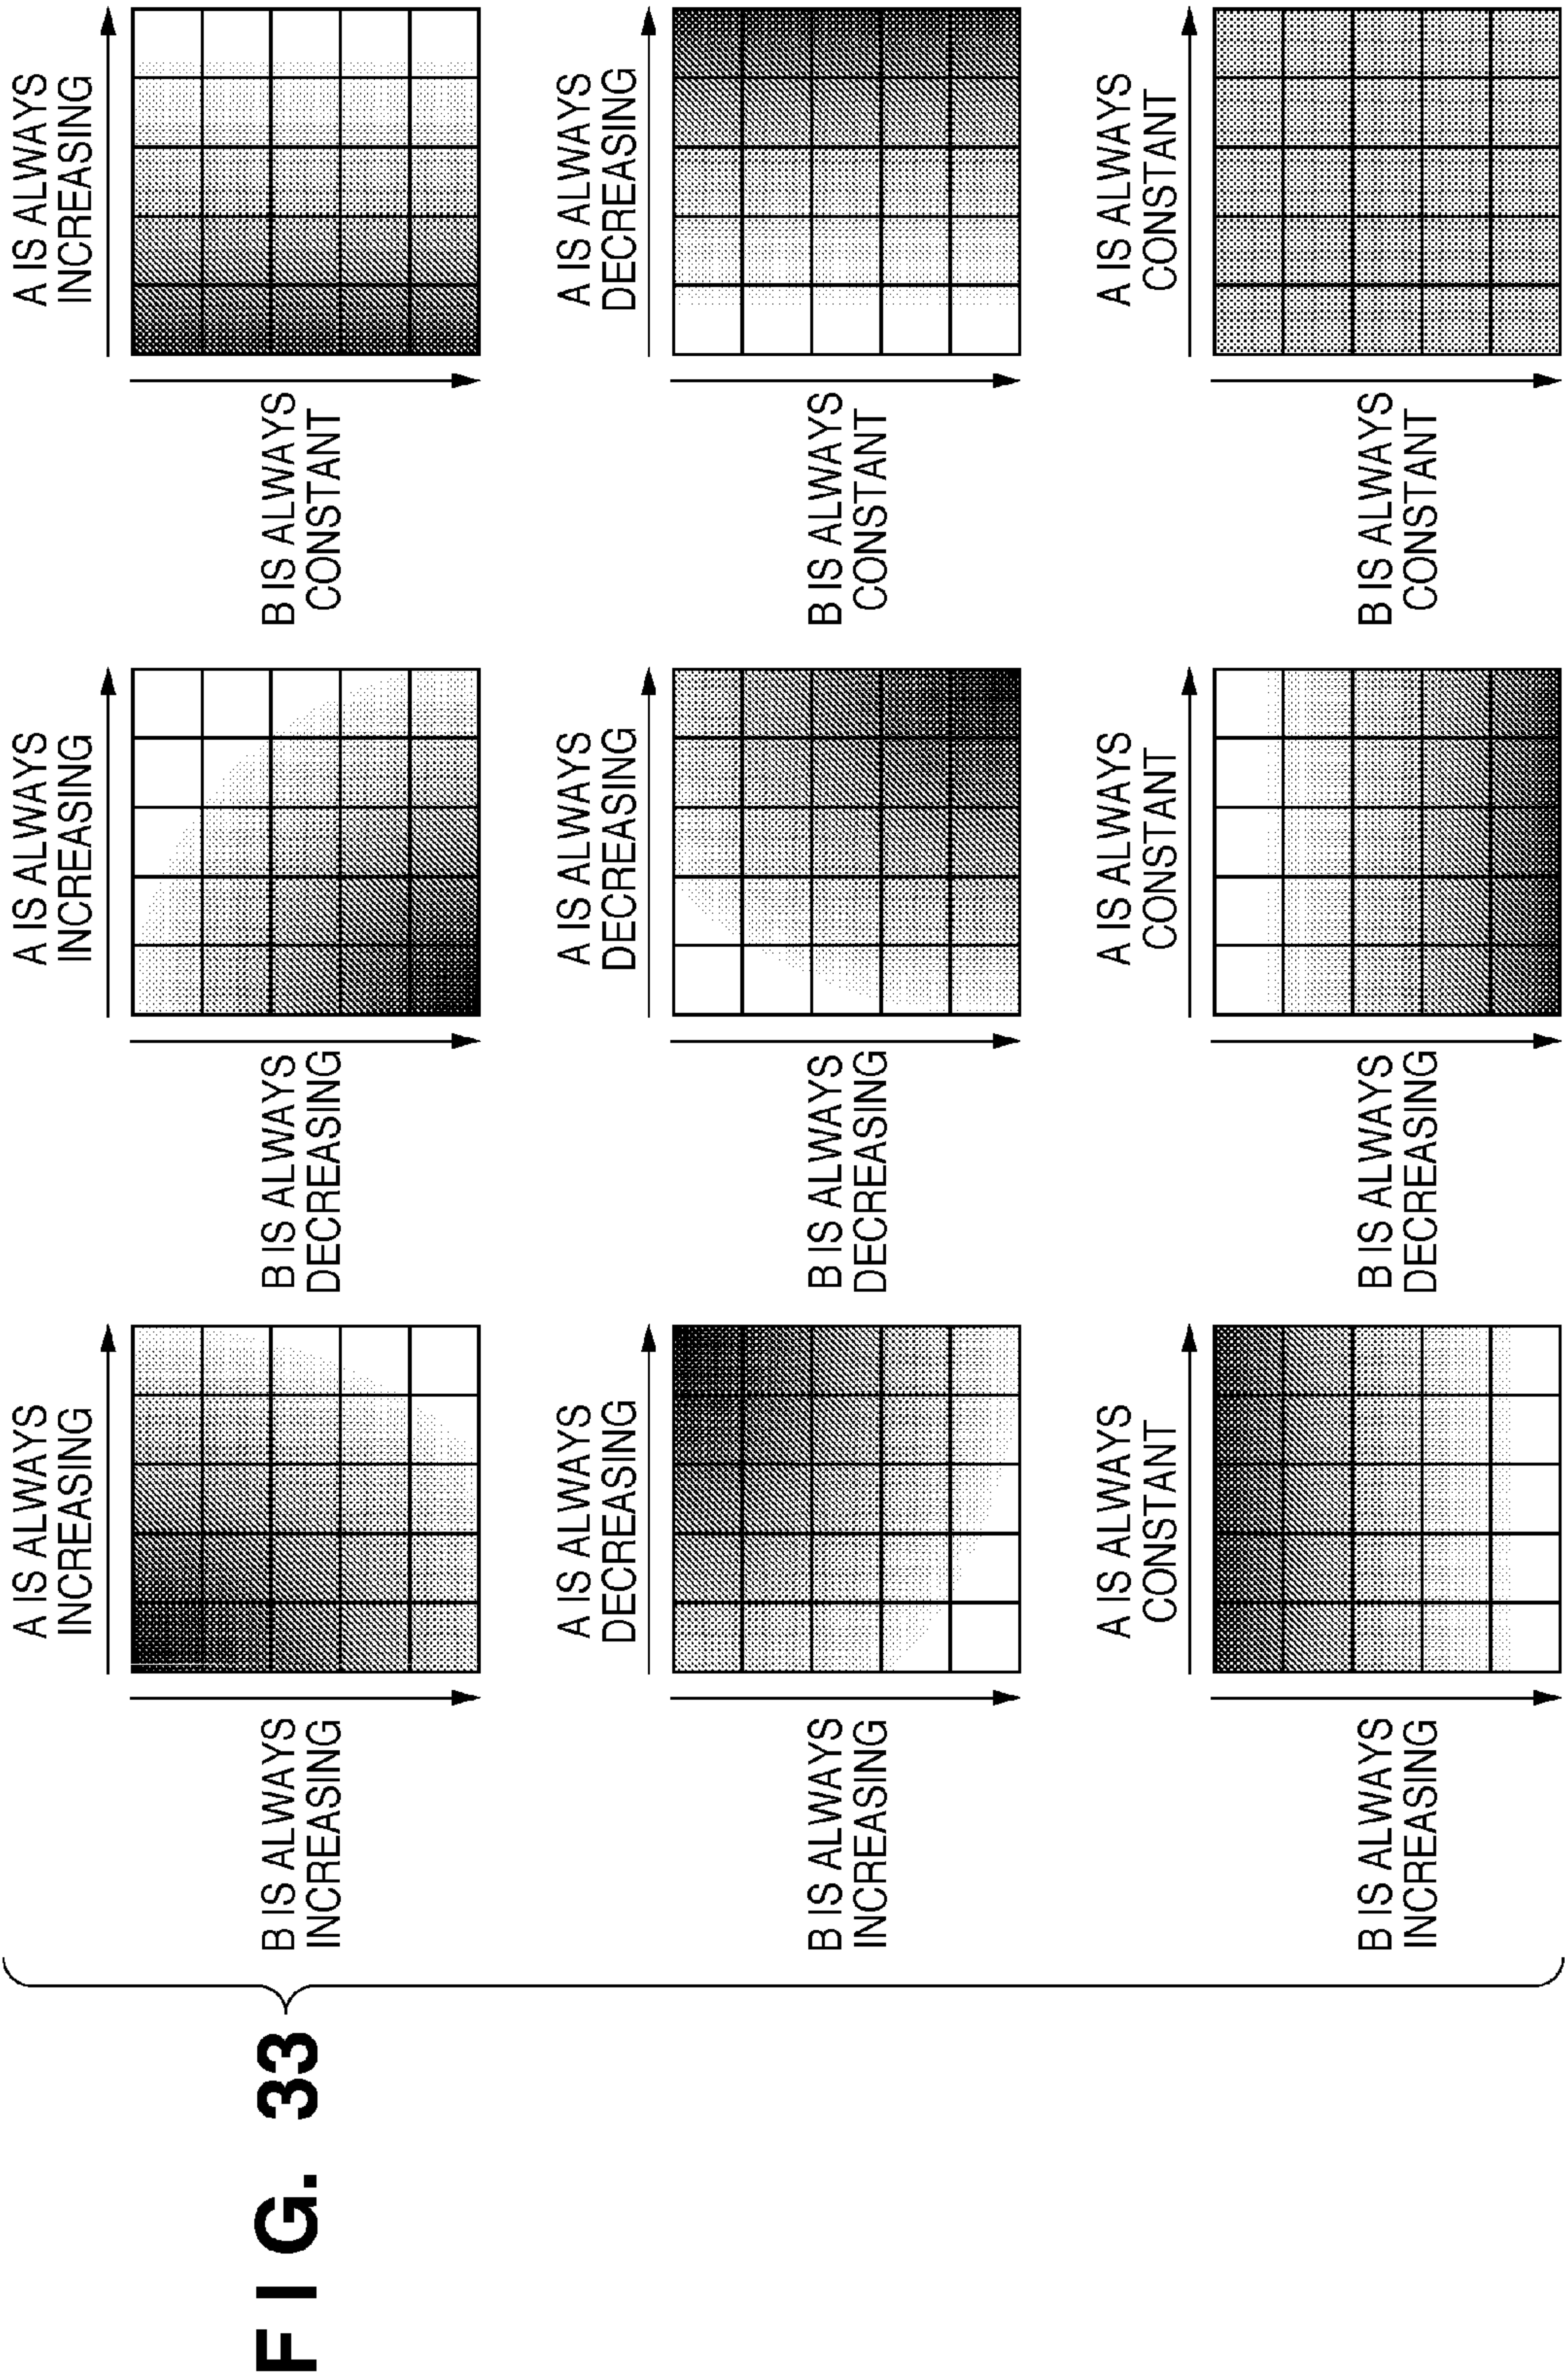 FIG. 33
A IS ALWAYS
INCREASING
B IS ALWAYS
INCREASING
A IS ALWAYS
INCREASING
B IS ALWAYS
DECREASING
A IS ALWAYS
INCREASING
B IS ALWAYS
CONSTANT
A IS ALWAYS
DECREASING
B IS ALWAYS
INCREASING
A IS ALWAYS
DECREASING
B IS ALWAYS
DECREASING
A IS ALWAYS
DECREASING
B IS ALWAYS
CONSTANT
A IS ALWAYS
CONSTANT
B IS ALWAYS
INCREASING
A IS ALWAYS
CONSTANT
B IS ALWAYS
DECREASING
A IS ALWAYS
CONSTANT
B IS ALWAYS
CONSTANT